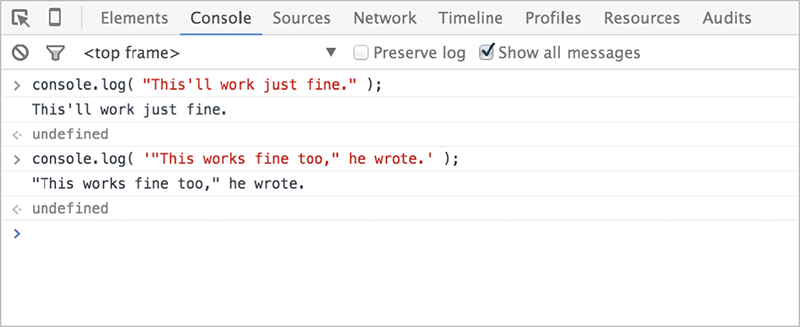 Elements Console Sources Network Timeline Profiles Resources Audits
<top frame> ▼ Preserve log Show all messages
> console.log( "This'll work just fine." );
This'll work just fine.
<· undefined
> console.log( '"This works fine too," he wrote.' );
"This works fine too," he wrote.
<· undefined
>